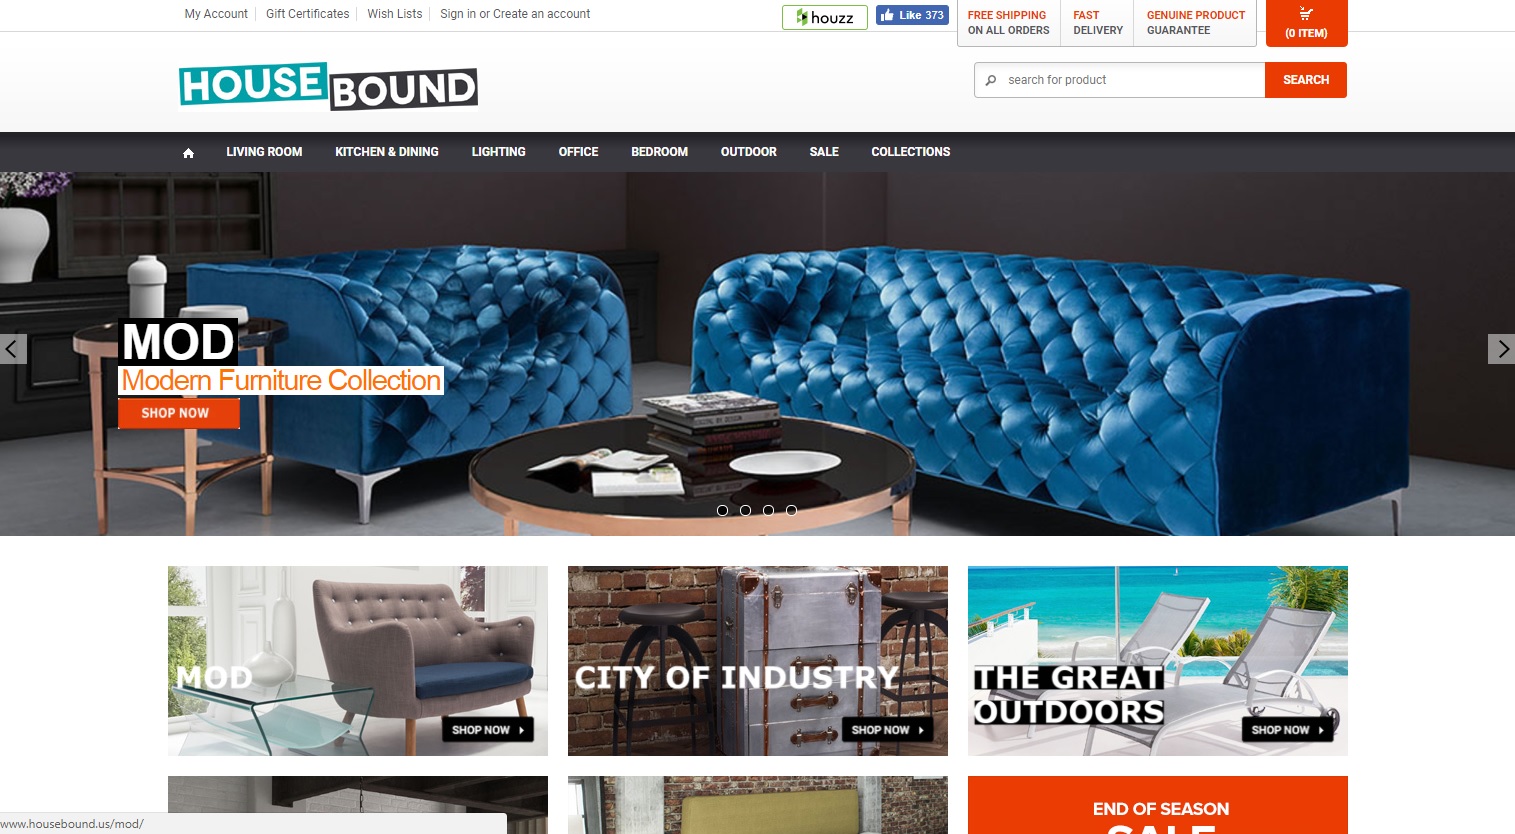 My Account
Gift Certificates
Wish Lists
Sign in or Create an account
houzz
Like 373
FREE SHIPPING
ON ALL ORDERS
FAST
DELIVERY
GENUINE PRODUCT
GUARANTEE
(0 ITEM)
HOUSE BOUND
search for product
SEARCH
LIVING ROOM
KITCHEN & DINING
LIGHTING
OFFICE
BEDROOM
OUTDOOR
SALE
COLLECTIONS
MOD
Modern Furniture Collection
SHOP NOW
MOD
SHOP NOW
CITY OF INDUSTRY
SHOP NOW
THE GREAT
OUTDOORS
SHOP NOW
END OF SEASON
SALE
www.housebound.us/mod/